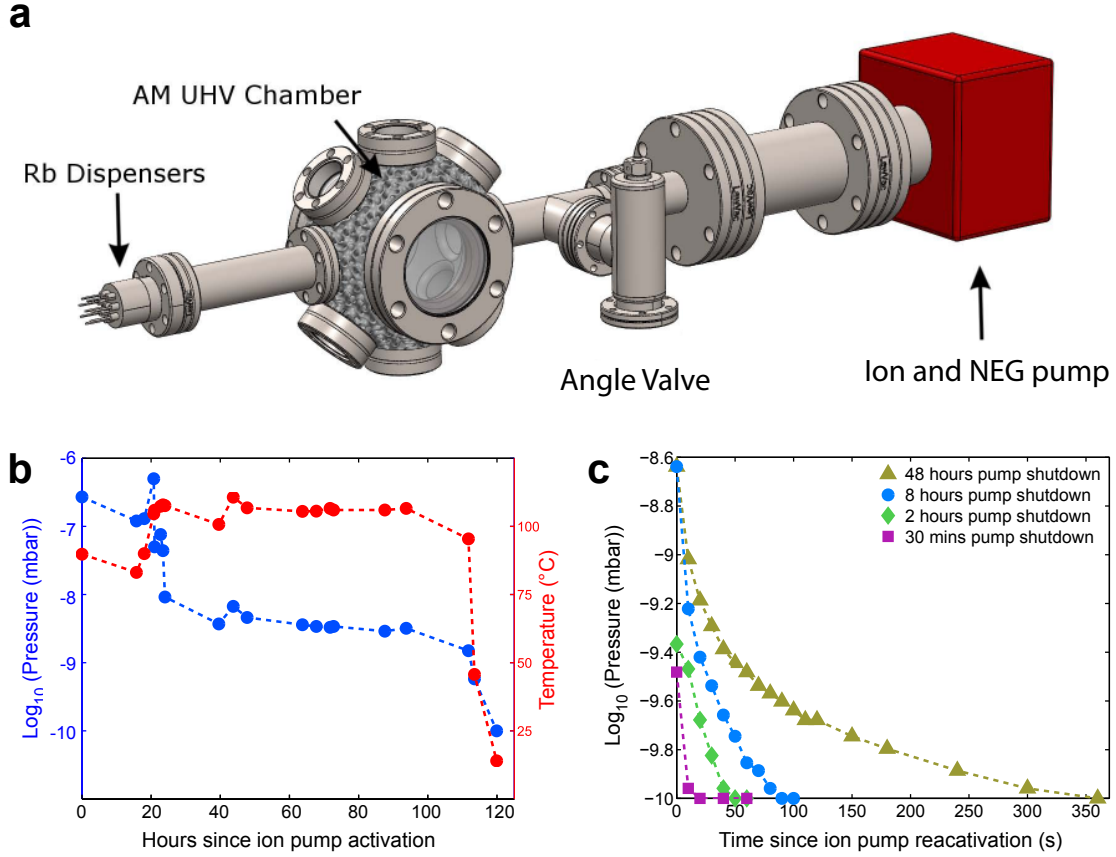 a
AM UHV Chamber
Rb Dispensers
Angle Valve
Ion and NEG pump
b
-6
-7
-8
-9
-10
Log10 (Pressure (mbar))
100
75
50
25
Temperature (°C)
0
20
40
60
80
100
120
Hours since ion pump activation
c
−8.6
−8.8
−9
−9.2
−9.4
−9.6
−9.8
−10
Log10 (Pressure (mbar))
48 hours pump shutdown
8 hours pump shutdown
2 hours pump shutdown
30 mins pump shutdown
0
50
100
150
200
250
300
350
Time since ion pump reacativation (s)